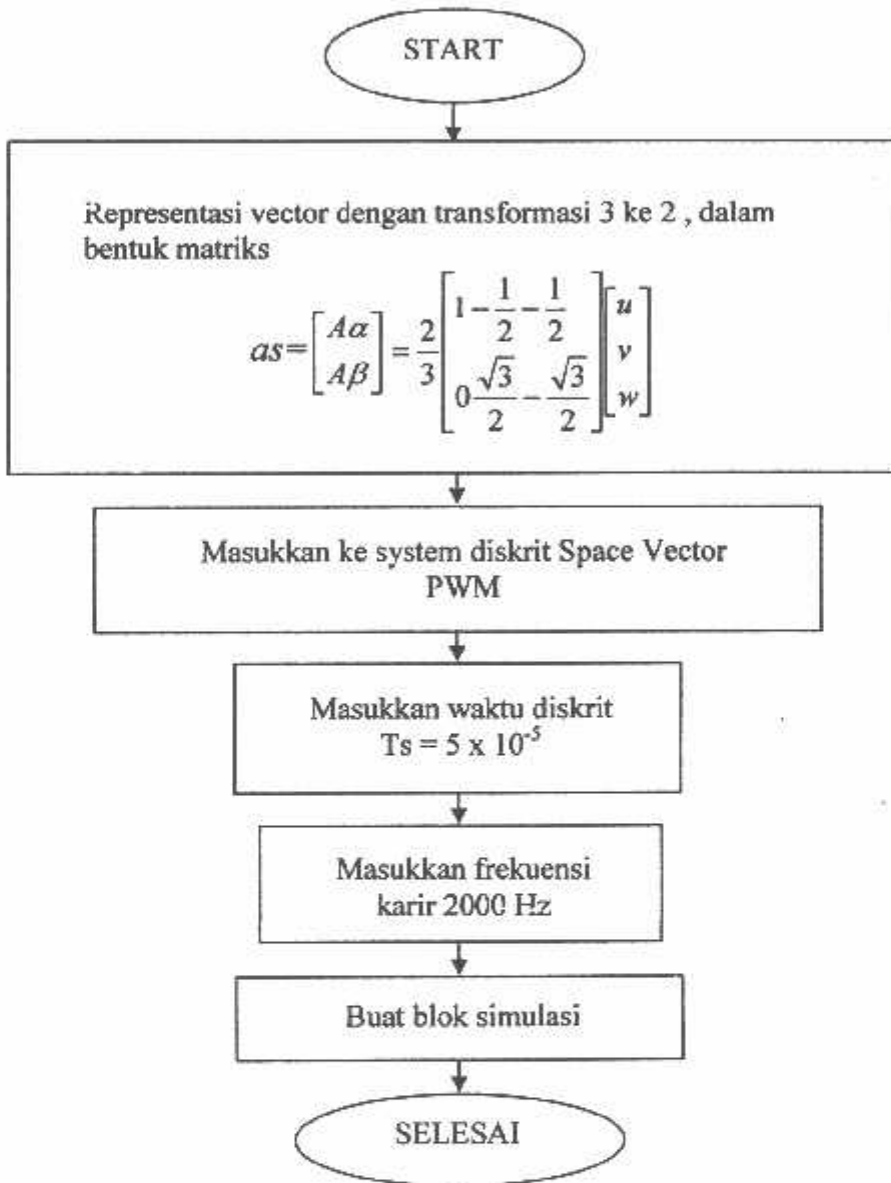 START
Representasi vector dengan transformasi 3 ke 2 , dalam
bentuk matriks
as = [Aα Aβ] = 2/3 [1 -1/2 -1/2; 0 √3/2 -√3/2] [u v w]
Masukkan ke system diskrit Space Vector
PWM
Masukkan waktu diskrit
Ts = 5 x 10⁻⁵
Masukkan frekuensi
karir 2000 Hz
Buat blok simulasi
SELESAI